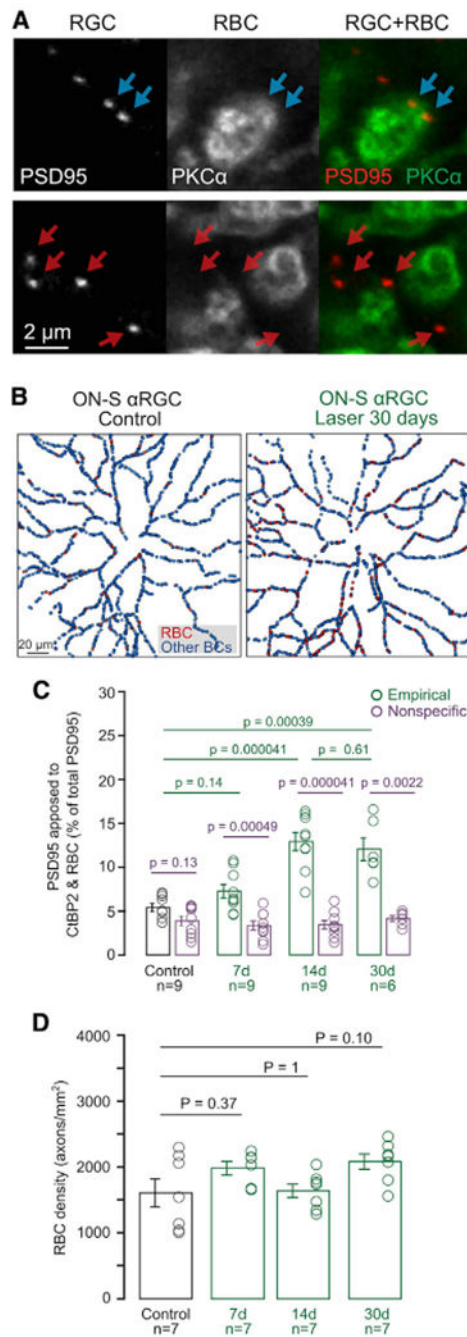 A
RGC RBC RGC+RBC
PSD95 PKCα PSD95 PKCα
2 μm
B
ON-S αRGC
Control
ON-S αRGC
Laser 30 days
20 μm
RBC
Other BCs
C
PSD95 apposed to
CtBP2 & RBC (% of total PSD95)
30
25
20
15
10
5
0
Empirical
Nonspecific
p = 0.00039
p = 0.000041 p = 0.61
p = 0.14 p = 0.000041 p = 0.0022
p = 0.00049
p = 0.13
Control 7d 14d 30d
n=9 n=9 n=9 n=6
D
RBC density (axons/mm²)
4000
3000
2000
1000
0
P = 0.10
P = 1
P = 0.37
Control 7d 14d 30d
n=7 n=7 n=7 n=7